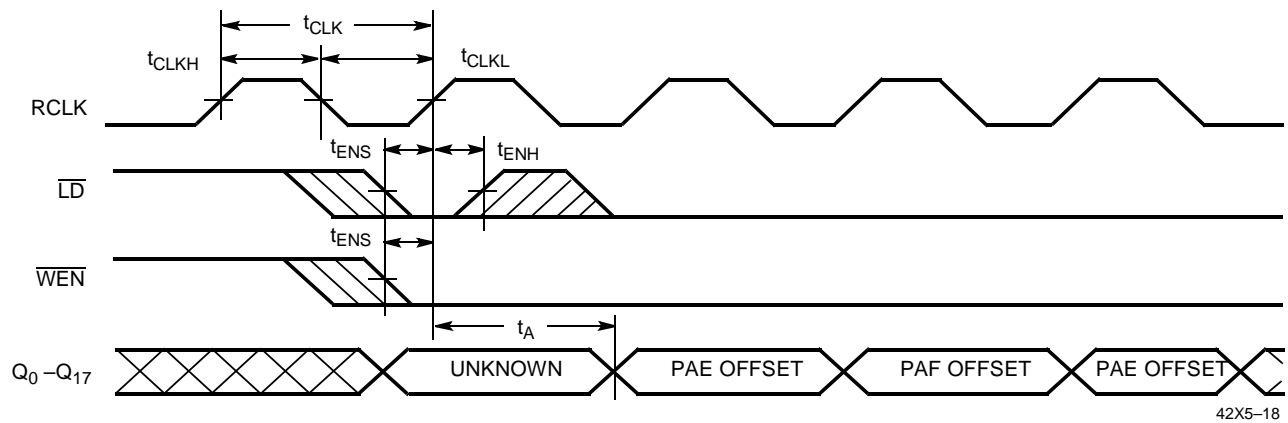 tCLK
tCLKH
tCLKL
RCLK
tENS
tENH
LD
tENS
WEN
tA
Q0 –Q17
UNKNOWN
PAE OFFSET
PAF OFFSET
PAE OFFSET
42X5–18